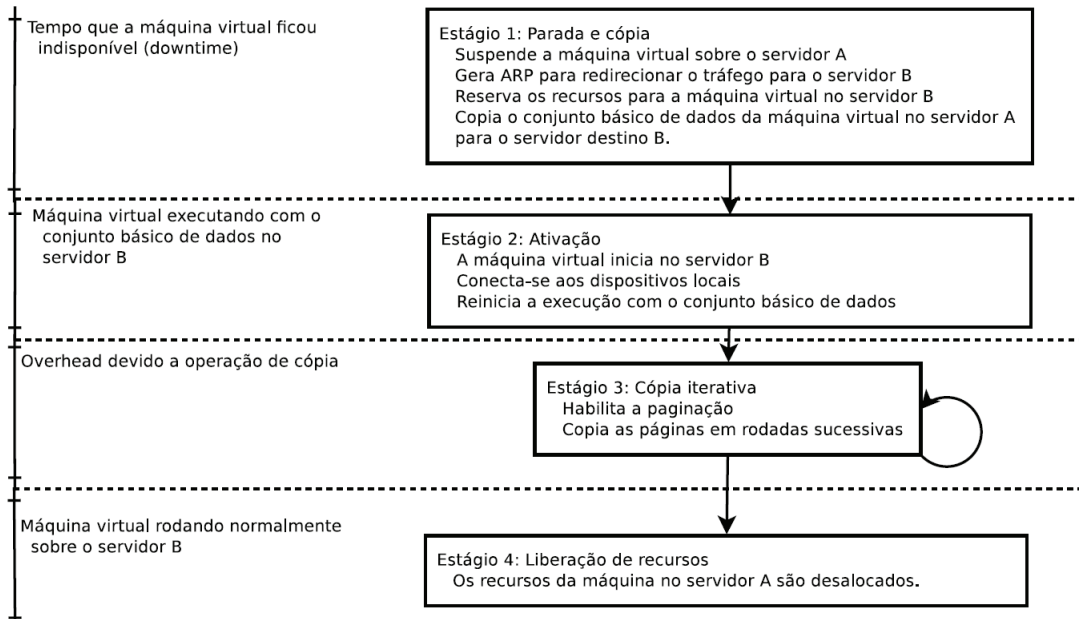 Tempo que a máquina virtual ficou
indisponível (downtime)
Estágio 1: Parada e cópia
Suspende a máquina virtual sobre o servidor A
Gera ARP para redirecionar o tráfego para o servidor B
Reserva os recursos para a máquina virtual no servidor B
Copia o conjunto básico de dados da máquina virtual no servidor A
para o servidor destino B.
Máquina virtual executando com o
conjunto básico de dados no
servidor B
Estágio 2: Ativação
A máquina virtual inicia no servidor B
Conecta-se aos dispositivos locais
Reinicia a execução com o conjunto básico de dados
Overhead devido a operação de cópia
Estágio 3: Cópia iterativa
Habilita a paginação
Copia as páginas em rodadas sucessivas
Máquina virtual rodando normalmente
sobre o servidor B
Estágio 4: Liberação de recursos
Os recursos da máquina no servidor A são desalocados.